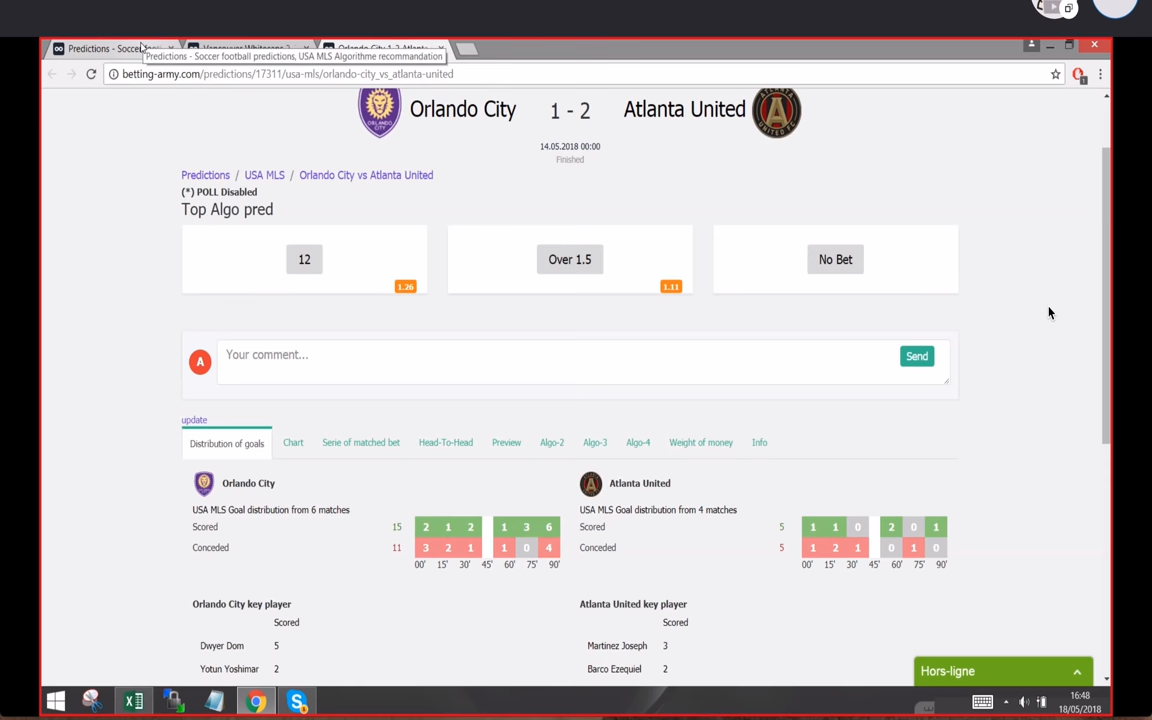 Predictions - Soccer foo
Vancouver Whitecaps 2
Orlando City 1-2 Atlant
Predictions - Soccer football predictions, USA MLS Algorithme recommandation
betting-army.com/predictions/17311/usa-mls/orlando-city_vs_atlanta-united
Orlando City 1 - 2 Atlanta United
14.05.2018 00:00
Finished
Predictions / USA MLS / Orlando City vs Atlanta United
(*) POLL Disabled
Top Algo pred
12 Over 1.5 No Bet
1.26 1.11
A Your comment... Send
update
Distribution of goals Chart Serie of matched bet Head-To-Head Preview Algo-2 Algo-3 Algo-4 Weight of money Info
Orlando City
USA MLS Goal distribution from 6 matches
Scored 15 2 1 2 1 3 6
Conceded 11 3 2 1 1 0 4
00' 15' 30' 45' 60' 75' 90'
Orlando City key player
Scored
Dwyer Dom 5
Yotun Yoshimar 2
Atlanta United
USA MLS Goal distribution from 4 matches
Scored 5 1 1 0 2 0 1
Conceded 5 1 2 1 0 1 0
00' 15' 30' 45' 60' 75' 90'
Atlanta United key player
Scored
Martinez Joseph 3
Barco Ezequiel 2
Hors-ligne
16:48
18/05/2018